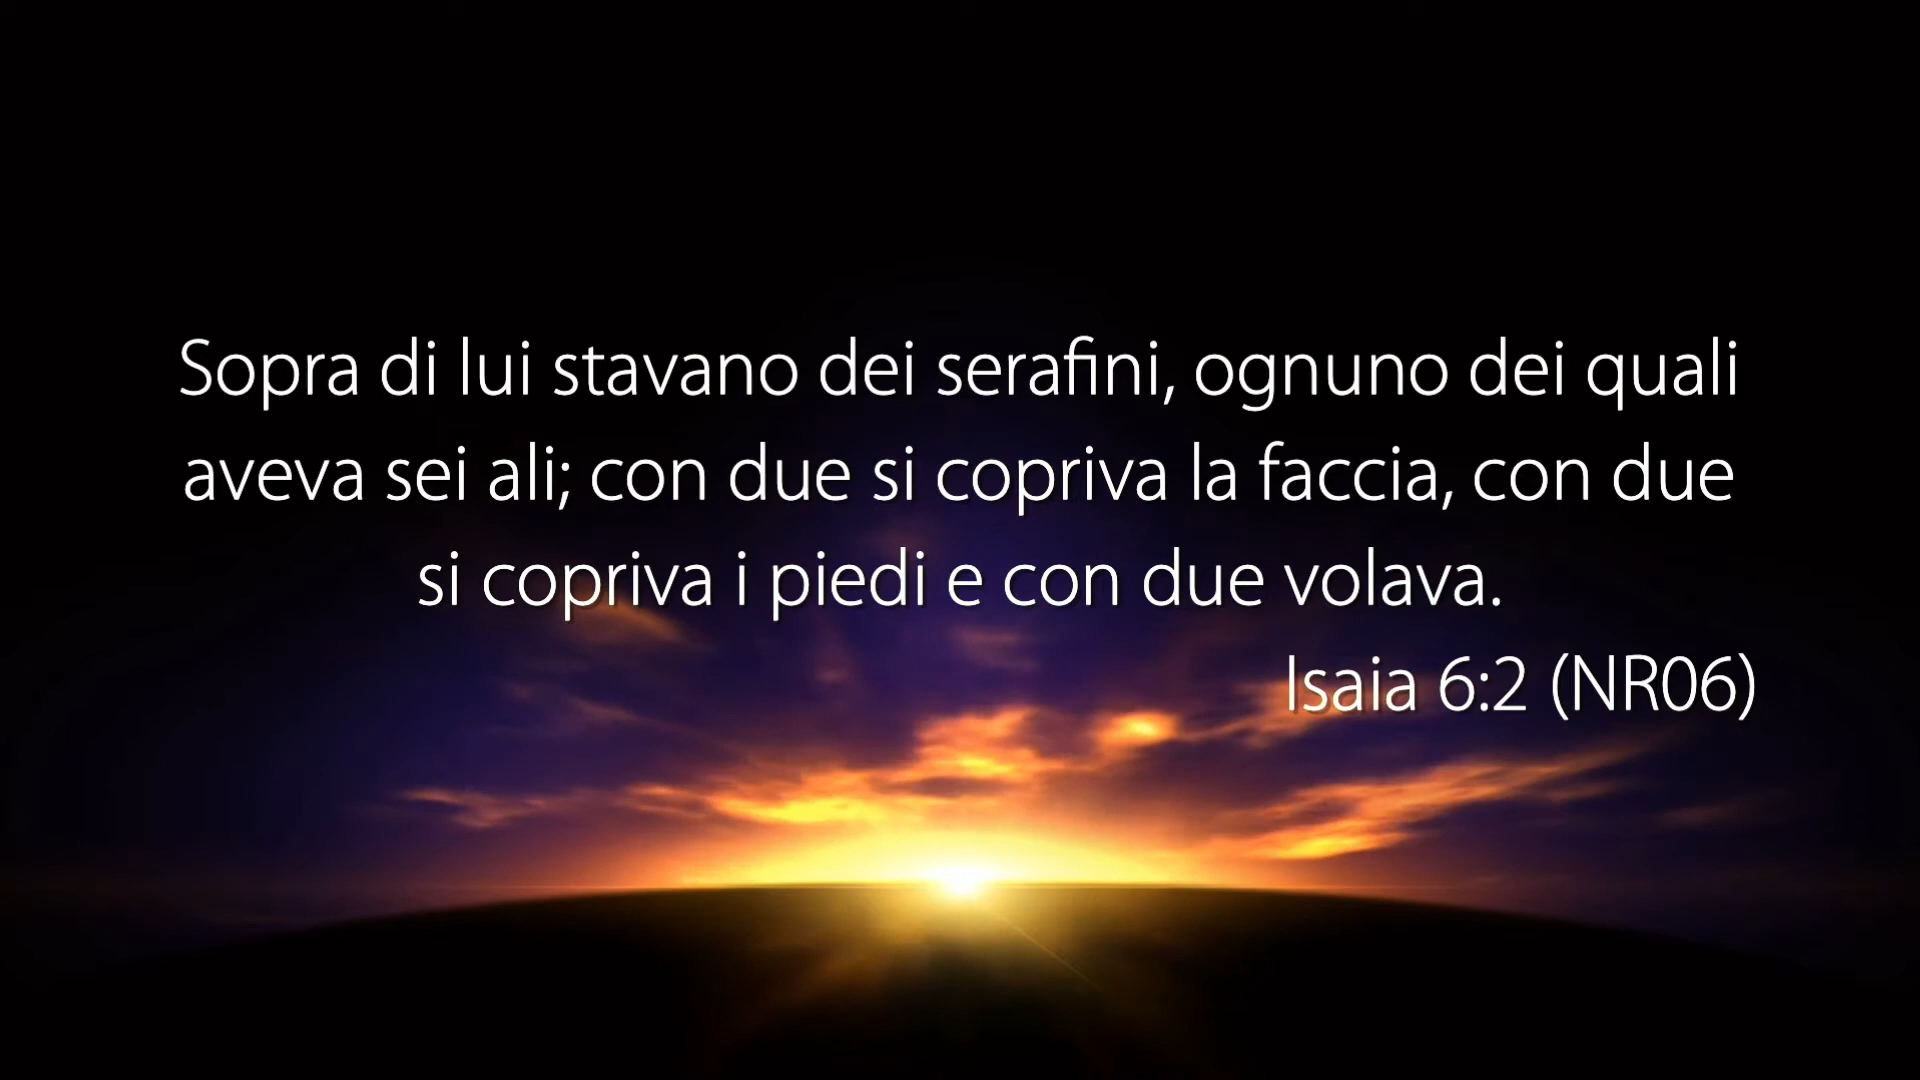 Sopra di lui stavano dei serafini, ognuno dei quali
aveva sei ali; con due si copriva la faccia, con due
si copriva i piedi e con due volava.
Isaia 6:2 (NR06)